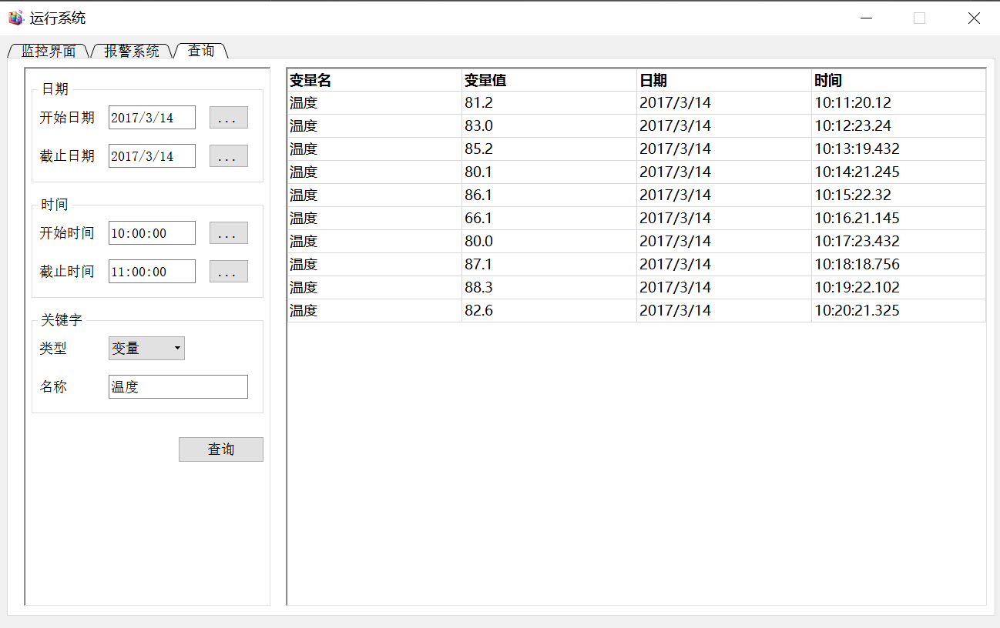 运行系统
监控界面 报警系统 查询
日期
开始日期 2017/3/14 ...
截止日期 2017/3/14 ...
时间
开始时间 10:00:00 ...
截止时间 11:00:00 ...
关键字
类型 变量
名称 温度
查询
变量名 变量值 日期 时间
温度 81.2 2017/3/14 10:11:20.12
温度 83.0 2017/3/14 10:12:23.24
温度 85.2 2017/3/14 10:13:19.432
温度 80.1 2017/3/14 10:14:21.245
温度 86.1 2017/3/14 10:15:22.32
温度 66.1 2017/3/14 10:16.21.145
温度 80.0 2017/3/14 10:17:23.432
温度 87.1 2017/3/14 10:18:18.756
温度 88.3 2017/3/14 10:19:22.102
温度 82.6 2017/3/14 10:20:21.325